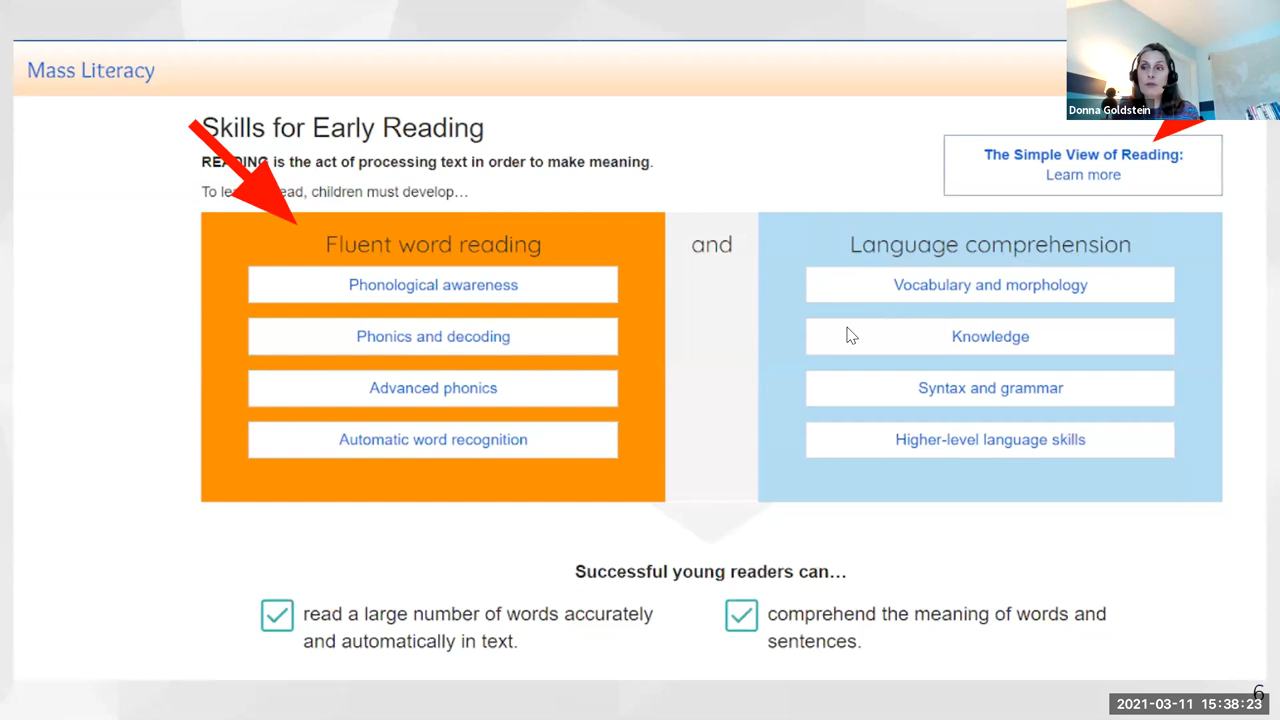 Mass Literacy
Donna Goldstein
Skills for Early Reading
READING is the act of processing text in order to make meaning.
The Simple View of Reading:
Learn more
To read, children must develop…
Fluent word reading
and
Language comprehension
Phonological awareness
Vocabulary and morphology
Phonics and decoding
Knowledge
Advanced phonics
Syntax and grammar
Automatic word recognition
Higher-level language skills
Successful young readers can…
read a large number of words accurately
and automatically in text.
comprehend the meaning of words and
sentences.
6
2021-03-11 15:38:23